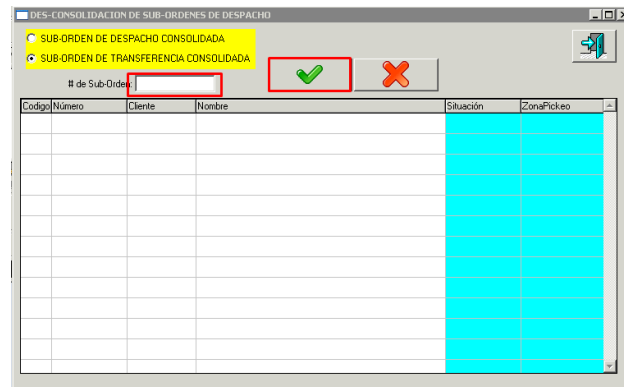 DES-CONSOLIDACION DE SUB-ORDENES DE DESPACHO
SUB-ORDEN DE DESPACHO CONSOLIDADA
SUB-ORDEN DE TRANSFERENCIA CONSOLIDADA
# de Sub-Orden:
Codigo Número Cliente Nombre Situación ZonaPickeo